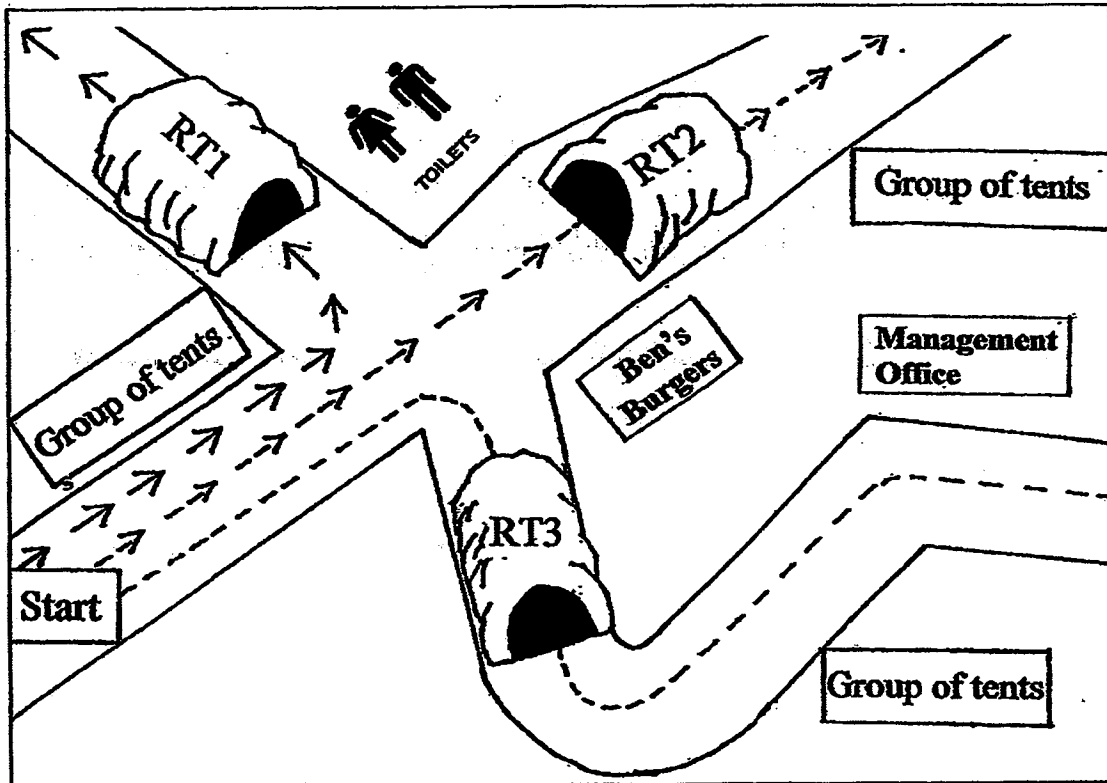 RT1
TOILETS
RT2
Group of tents
Group of tents
Ben's
Burgers
Management
Office
s
RT3
Start
Group of tents